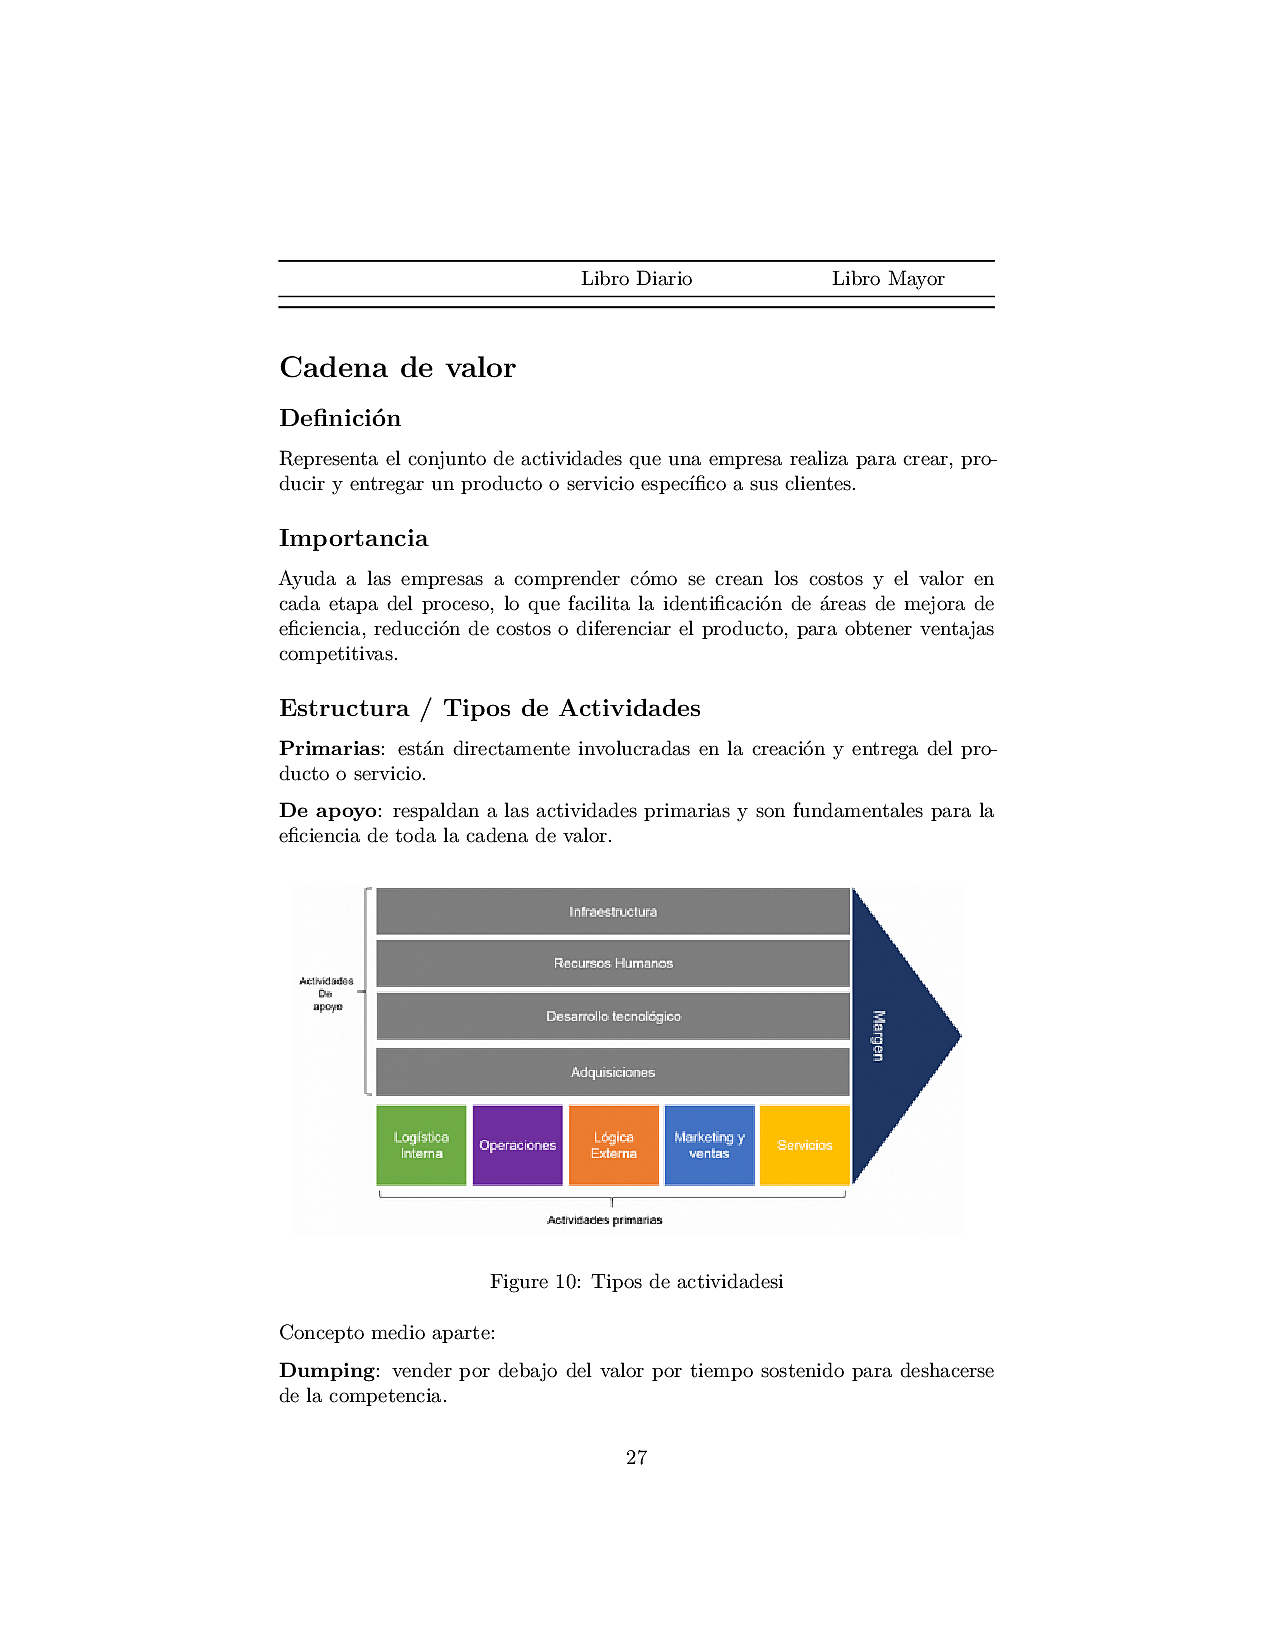 Libro Diario Libro Mayor
Cadena de valor
Definición
Representa el conjunto de actividades que una empresa realiza para crear, pro-
ducir y entregar un producto o servicio específico a sus clientes.
Importancia
Ayuda a las empresas a comprender cómo se crean los costos y el valor en
cada etapa del proceso, lo que facilita la identificación de áreas de mejora de
eficiencia, reducción de costos o diferenciar el producto, para obtener ventajas
competitivas.
Estructura / Tipos de Actividades
Primarias: están directamente involucradas en la creación y entrega del pro-
ducto o servicio.
De apoyo: respaldan a las actividades primarias y son fundamentales para la
eficiencia de toda la cadena de valor.
Actividades
De
apoyo
Infraestructura
Recursos Humanos
Desarrollo tecnológico
Adquisiciones
Margen
Logística
Interna
Operaciones
Lógica
Externa
Marketing y
ventas
Servicios
Actividades primarias
Figure 10: Tipos de actividadesi
Concepto medio aparte:
Dumping: vender por debajo del valor por tiempo sostenido para deshacerse
de la competencia.
27